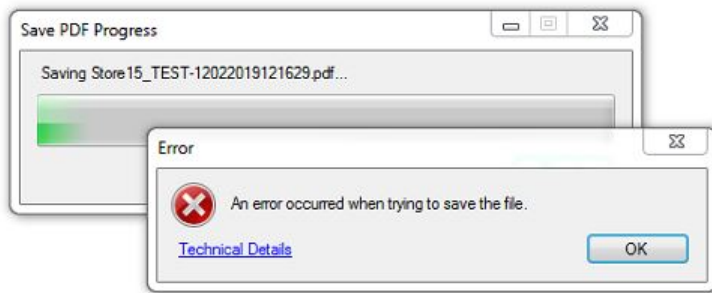 Save PDF Progress
Saving Store15_TEST-12022019121629.pdf...
Error
An error occurred when trying to save the file.
Technical Details
OK